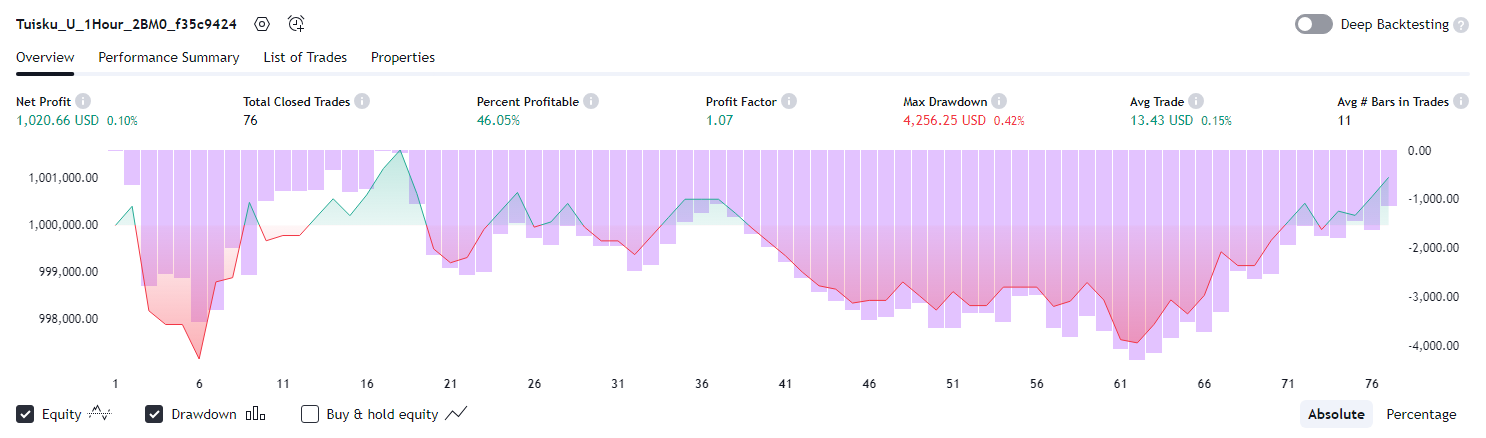 Tuisku_U_1Hour_2BM0_f35c9424
Deep Backtesting ?
Overview Performance Summary List of Trades Properties
Net Profit i Total Closed Trades i Percent Profitable i Profit Factor i Max Drawdown i Avg Trade i Avg # Bars in Trades i
1,020.66 USD 0.10% 76 46.05% 1.07 4,256.25 USD 0.42% 13.43 USD 0.15% 11
0.00
1,001,000.00
-1,000.00
1,000,000.00
-2,000.00
999,000.00
-3,000.00
998,000.00
-4,000.00
1 6 11 16 21 26 31 36 41 46 51 56 61 66 71 76
Equity Drawdown Buy & hold equity Absolute Percentage